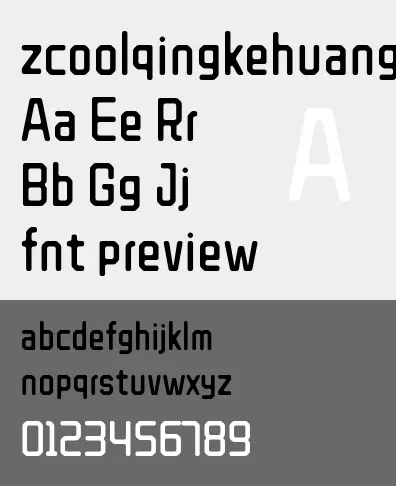 zcoolqingkehuang
Aa Ee Rr
A
Bb Gg Jj
fnt preview
abcdefghijklm
nopqrstuvwxyz
0123456789